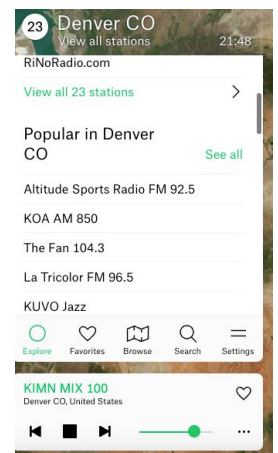 23
Denver CO
View all stations
21:48
RiNoRadio.com
View all 23 stations
Popular in Denver
CO
See all
Altitude Sports Radio FM 92.5
KOA AM 850
The Fan 104.3
La Tricolor FM 96.5
KUVO Jazz
Explore Favorites Browse Search Settings
KIMN MIX 100
Denver CO, United States